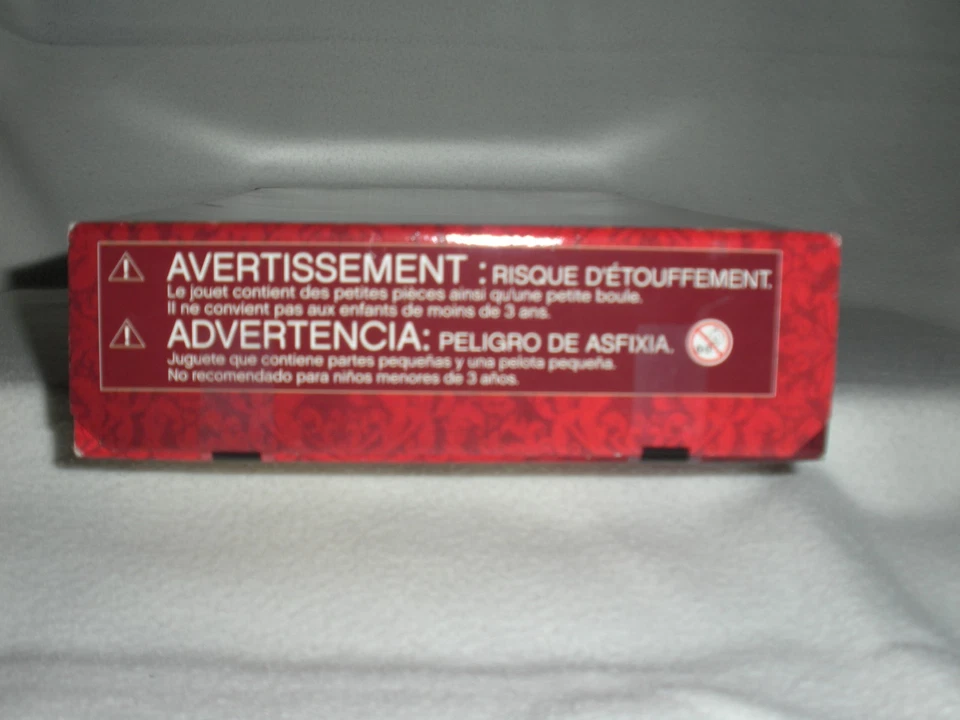 AVERTISSEMENT : RISQUE D'ÉTOUFFEMENT.
Le jouet contient des petites pièces ainsi qu'une petite boule.
Il ne convient pas aux enfants de moins de 3 ans.
ADVERTENCIA: PELIGRO DE ASFIXIA.
Juguete que contiene partes pequeñas y una pelota pequeña.
No recomendado para niños menores de 3 años.